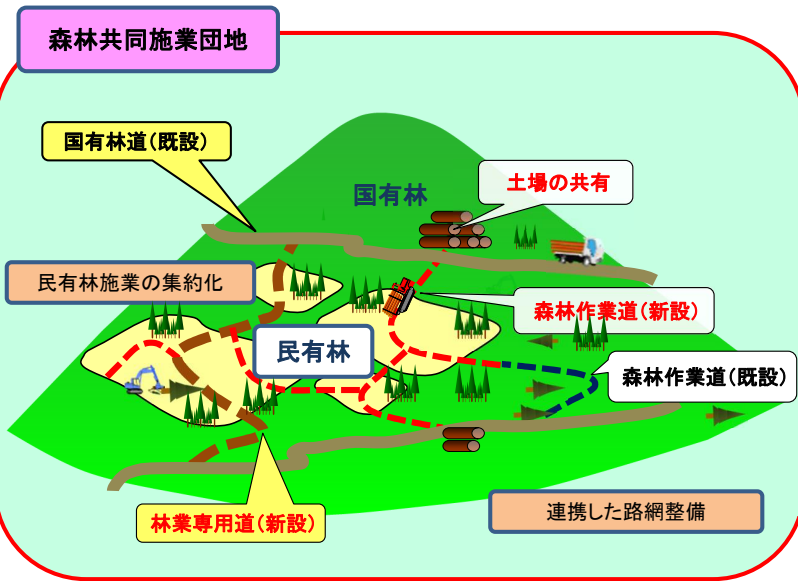 森林共同施業団地
国有林道(既設)
国有林
土場の共有
民有林施業の集約化
森林作業道(新設)
民有林
森林作業道(既設)
林業専用道(新設)
連携した路網整備